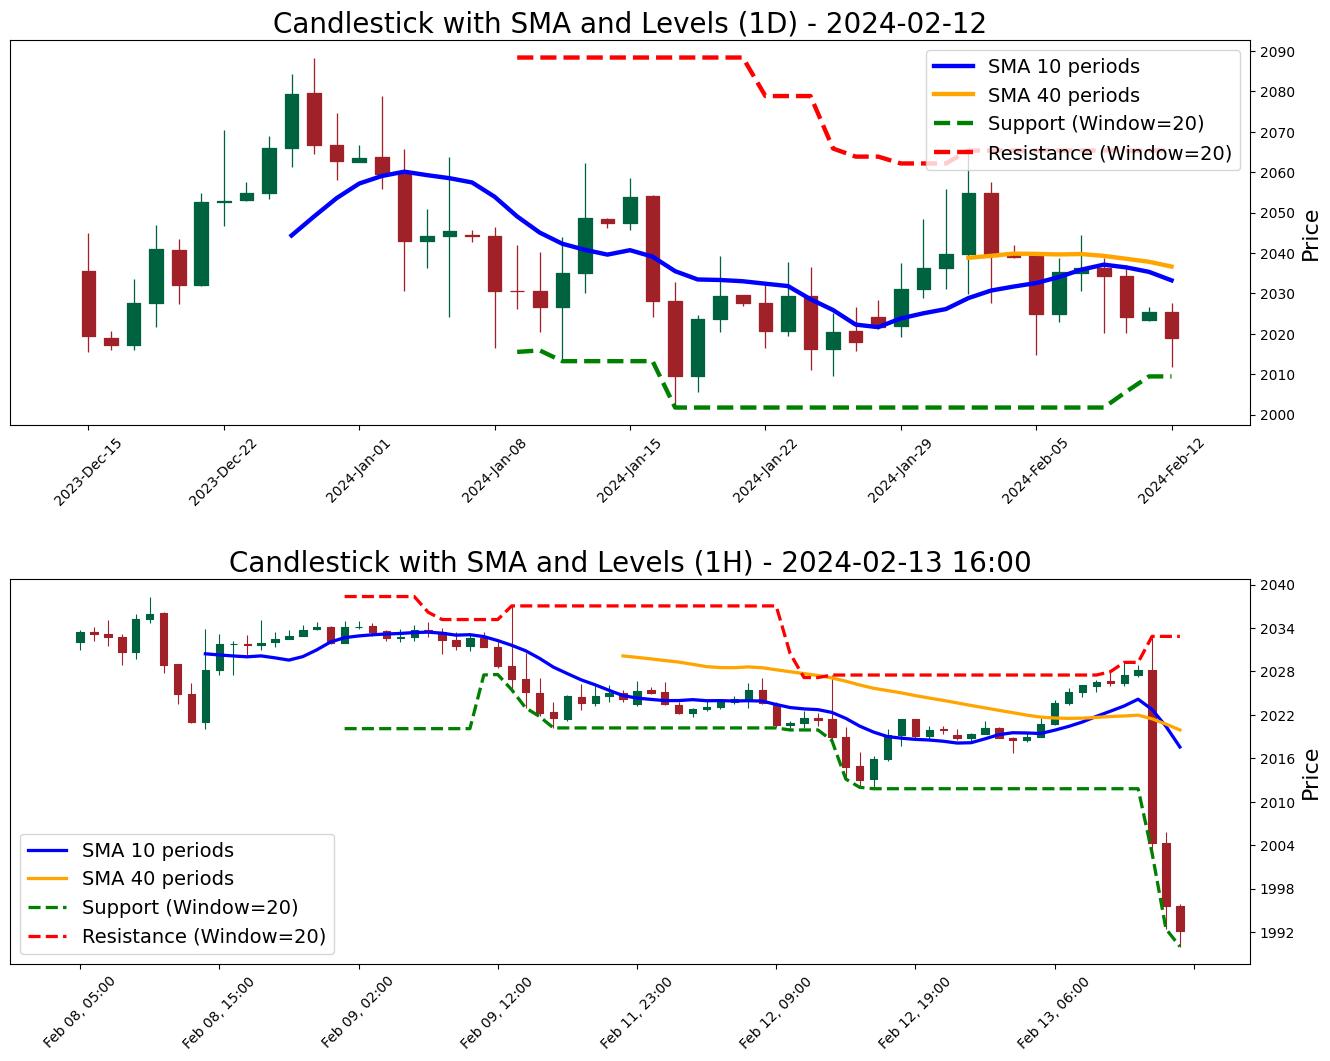 Candlestick with SMA and Levels (1D) - 2024-02-12
SMA 10 periods
SMA 40 periods
Support (Window=20)
Resistance (Window=20)
2090
2080
2070
2060
2050
2040
2030
2020
2010
2000
Price
2023-Dec-15
2023-Dec-22
2024-Jan-01
2024-Jan-08
2024-Jan-15
2024-Jan-22
2024-Jan-29
2024-Feb-05
2024-Feb-12
Candlestick with SMA and Levels (1H) - 2024-02-13 16:00
2040
2034
2028
2022
2016
2010
2004
1998
1992
Price
SMA 10 periods
SMA 40 periods
Support (Window=20)
Resistance (Window=20)
Feb 08, 05:00
Feb 08, 15:00
Feb 09, 02:00
Feb 09, 12:00
Feb 11, 23:00
Feb 12, 09:00
Feb 12, 19:00
Feb 13, 06:00